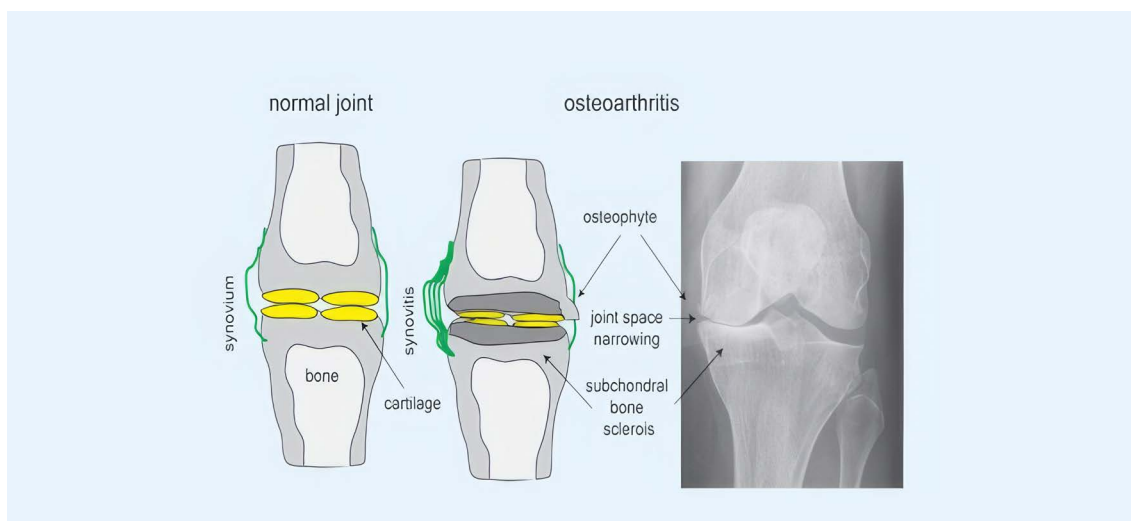 normal joint
osteoarthritis
osteophyte
synovium
synovitis
joint space
narrowing
bone
cartilage
subchondral
bone
sclerois